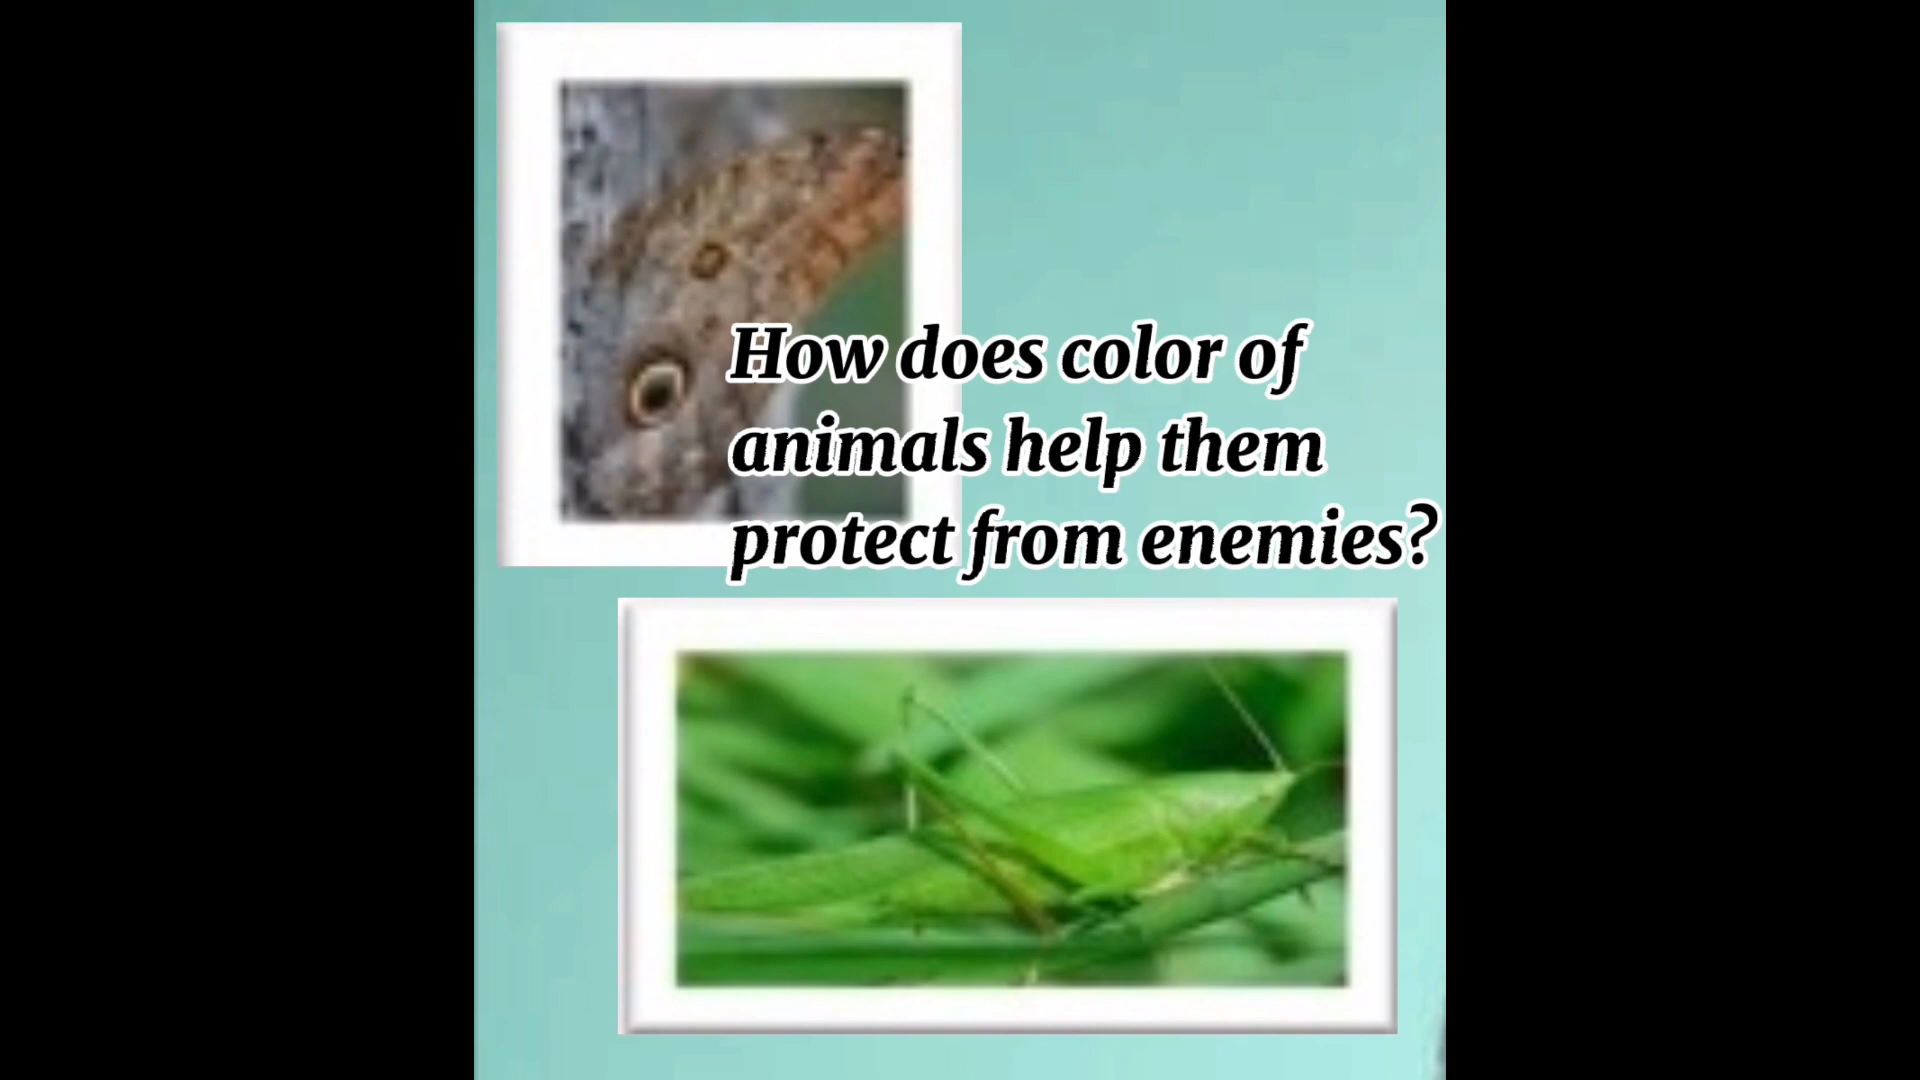 How does color of
animals help them
protect from enemies?